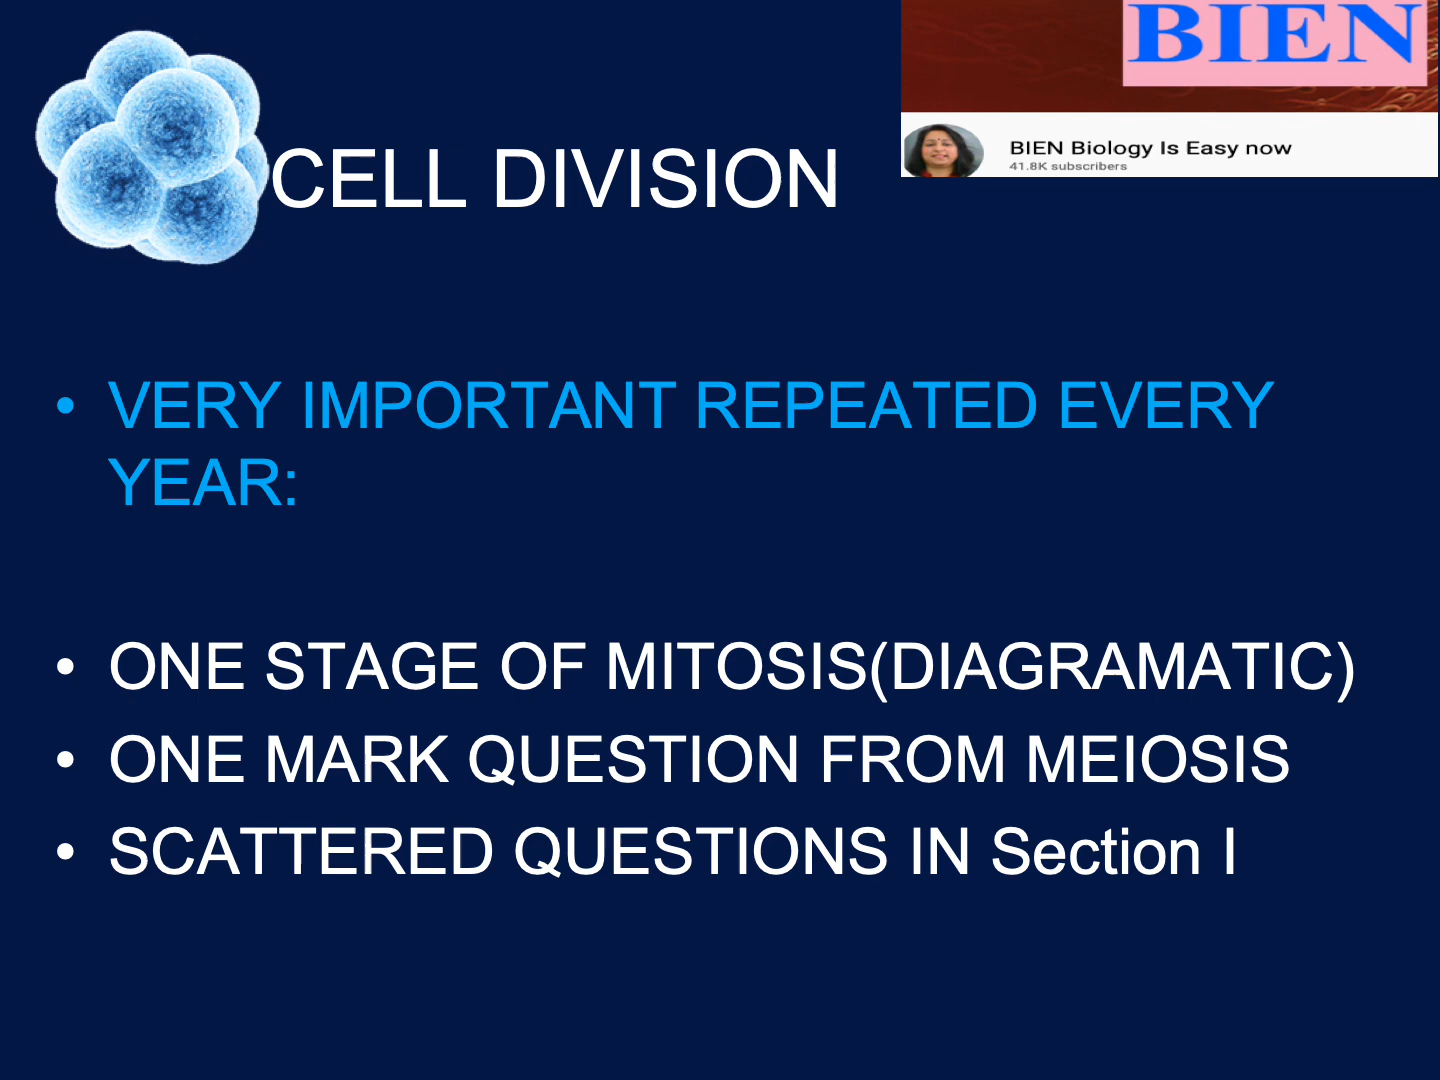 BIEN
BIEN Biology Is Easy now
41.8K subscribers
CELL DIVISION
• VERY IMPORTANT REPEATED EVERY
YEAR:
• ONE STAGE OF MITOSIS(DIAGRAMATIC)
• ONE MARK QUESTION FROM MEIOSIS
• SCATTERED QUESTIONS IN Section I